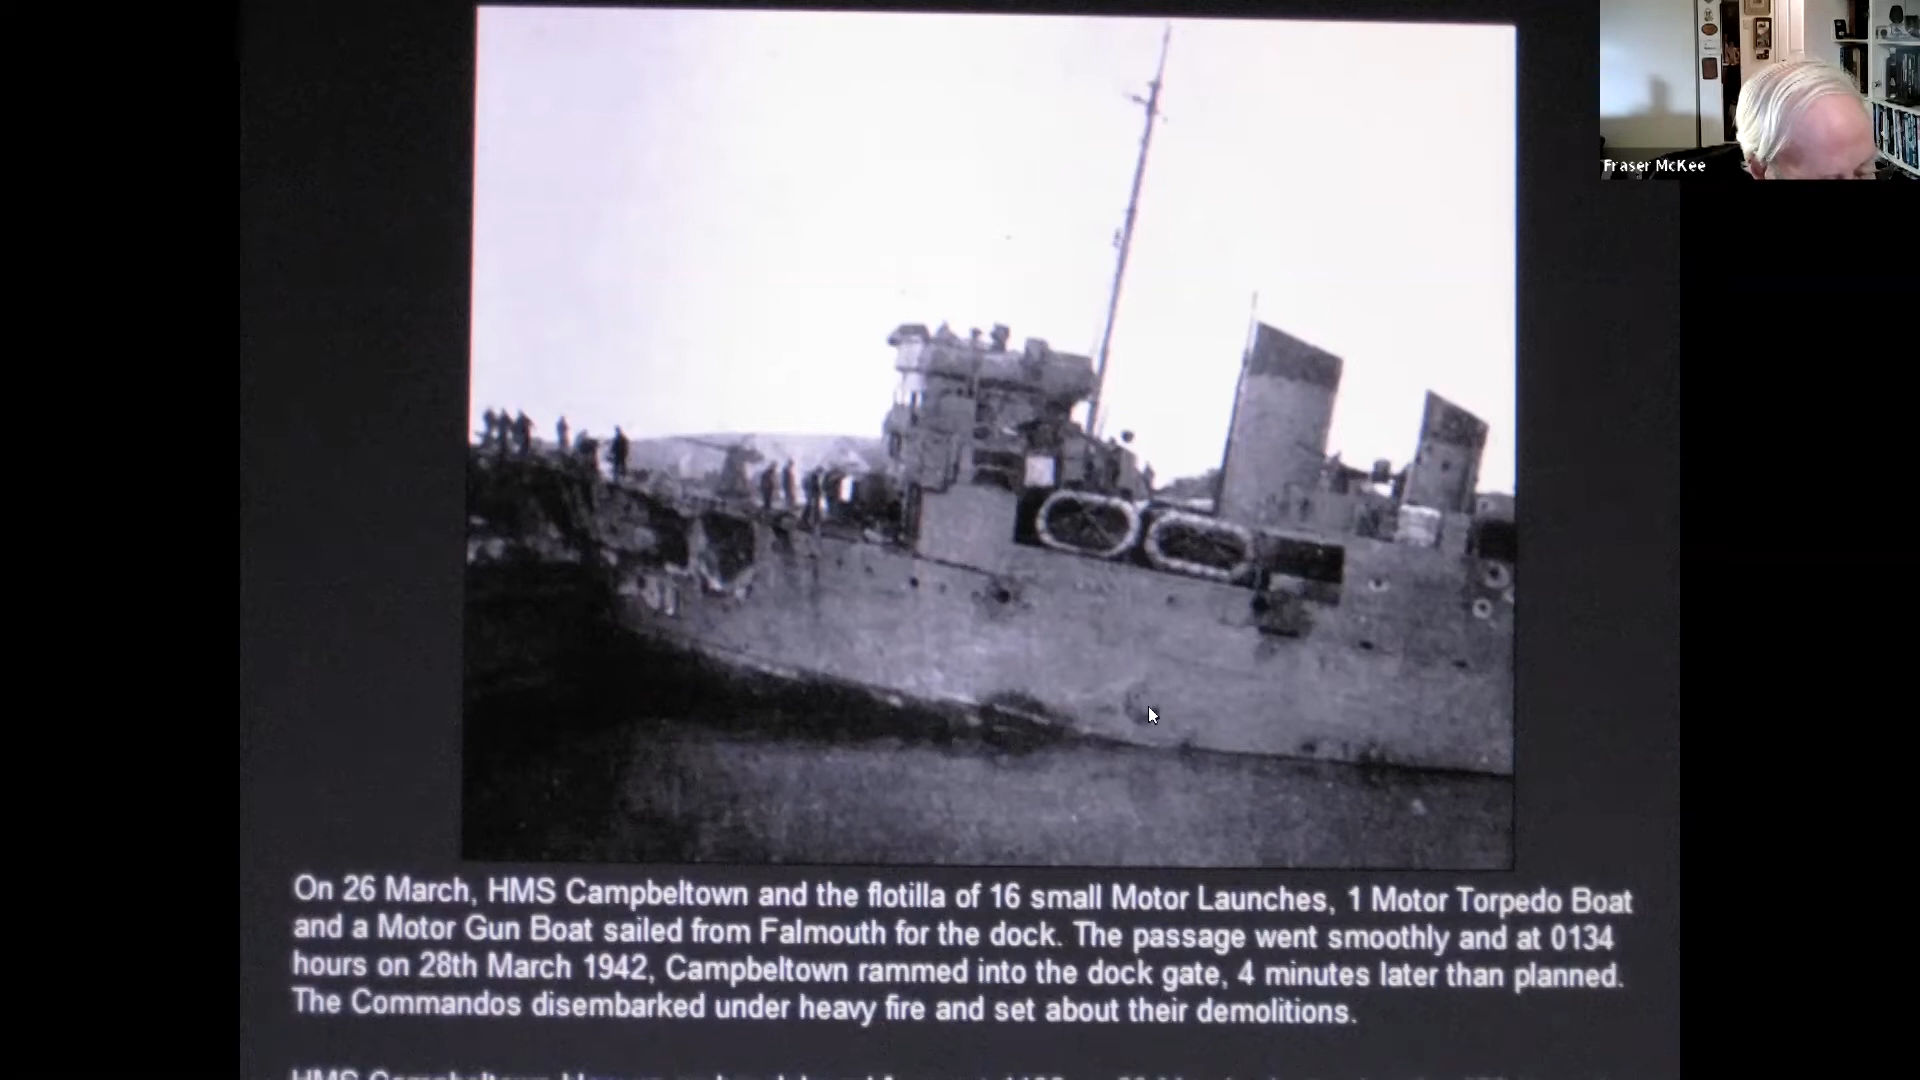 Fraser McKee
On 26 March, HMS Campbeltown and the flotilla of 16 small Motor Launches, 1 Motor Torpedo Boat
and a Motor Gun Boat sailed from Falmouth for the dock. The passage went smoothly and at 0134
hours on 28th March 1942, Campbeltown rammed into the dock gate, 4 minutes later than planned.
The Commandos disembarked under heavy fire and set about their demolitions.
HMS Campbeltown